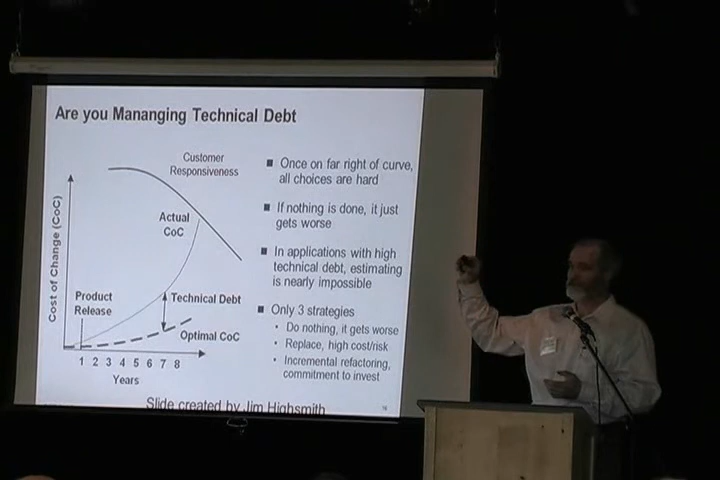 Are you Mananging Technical Debt
Customer
Responsiveness
Actual
CoC
Cost of Change (CoC)
Product
Release
Technical Debt
Optimal CoC
1 2 3 4 5 6 7 8
Years
■ Once on far right of curve,
all choices are hard
■ If nothing is done, it just
gets worse
■ In applications with high
technical debt, estimating
is nearly impossible
■ Only 3 strategies
• Do nothing, it gets worse
• Replace, high cost/risk
• Incremental refactoring,
commitment to invest
Slide created by Jim Highsmith